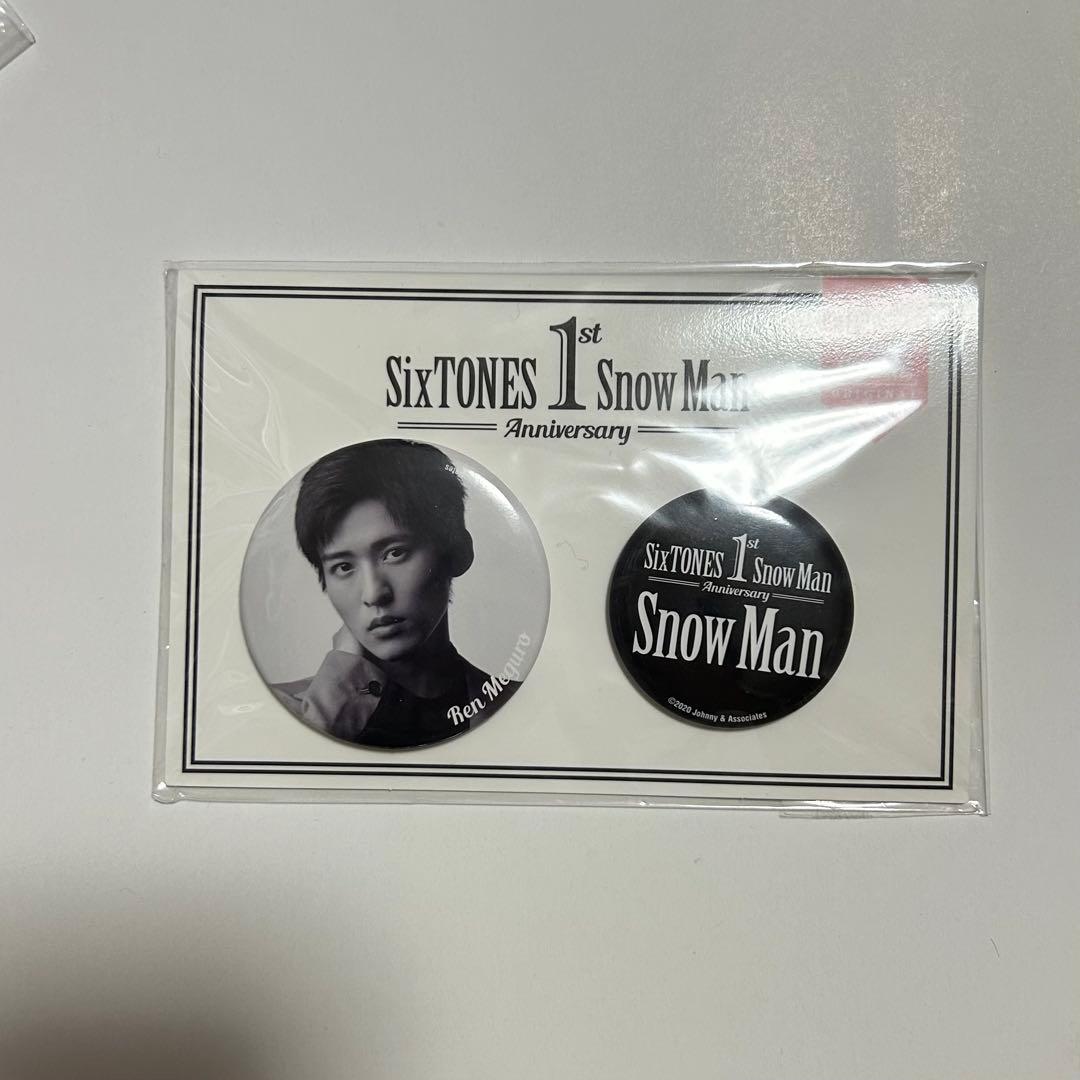 SixTONES 1st Snow Man
Anniversary
Ren Meguro
SixTONES 1st Snow Man
Anniversary
Snow Man
©2020 Johnny & Associates